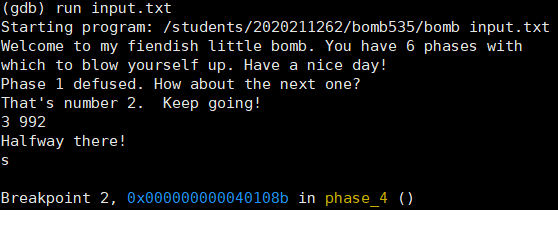 (gdb) run input.txt
Starting program: /students/2020211262/bomb535/bomb input.txt
Welcome to my fiendish little bomb. You have 6 phases with
which to blow yourself up. Have a nice day!
Phase 1 defused. How about the next one?
That's number 2.  Keep going!
3 992
Halfway there!
s
Breakpoint 2, 0x000000000040108b in phase_4 ()